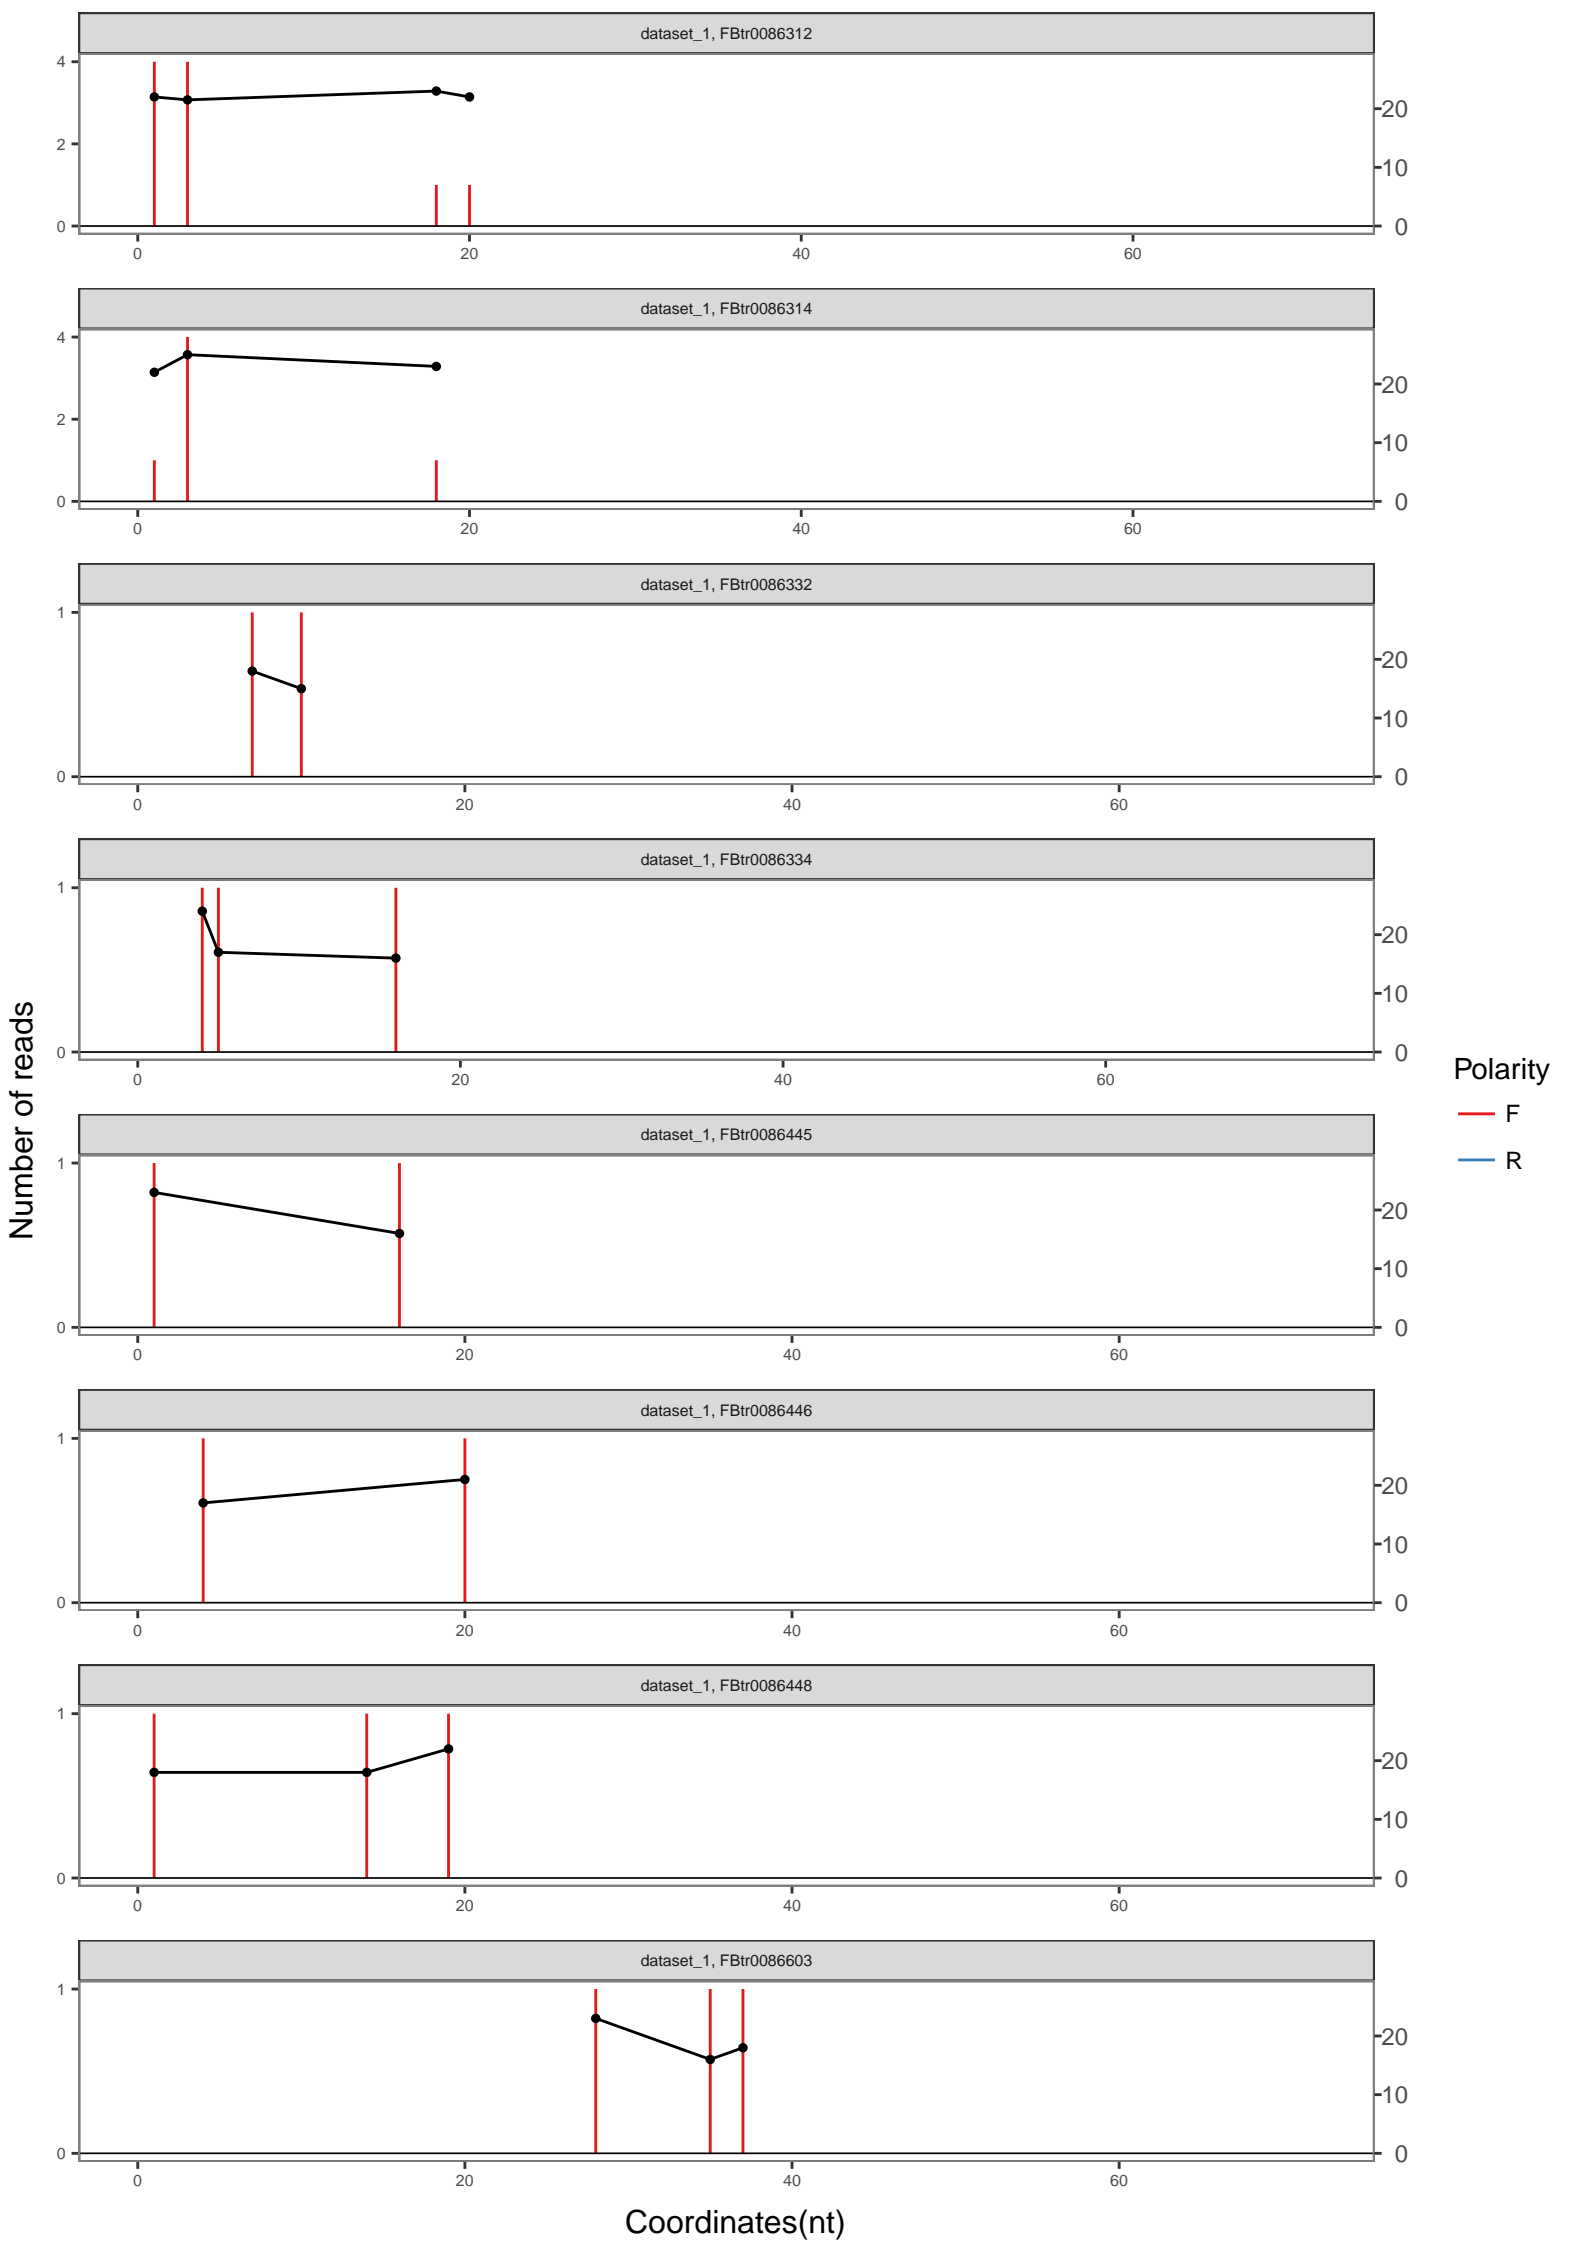 dataset_1, FBtr0086312
4
2
0
20
10
0
0 20 40 60
dataset_1, FBtr0086314
4
2
0
20
10
0
0 20 40 60
dataset_1, FBtr0086332
1
0
20
10
0
0 20 40 60
dataset_1, FBtr0086334
1
0
20
10
0
0 20 40 60
dataset_1, FBtr0086445
1
0
20
10
0
0 20 40 60
dataset_1, FBtr0086446
1
0
20
10
0
0 20 40 60
dataset_1, FBtr0086448
1
0
20
10
0
0 20 40 60
dataset_1, FBtr0086603
1
0
20
10
0
0 20 40 60
Coordinates(nt)
Number of reads
Polarity
F
R